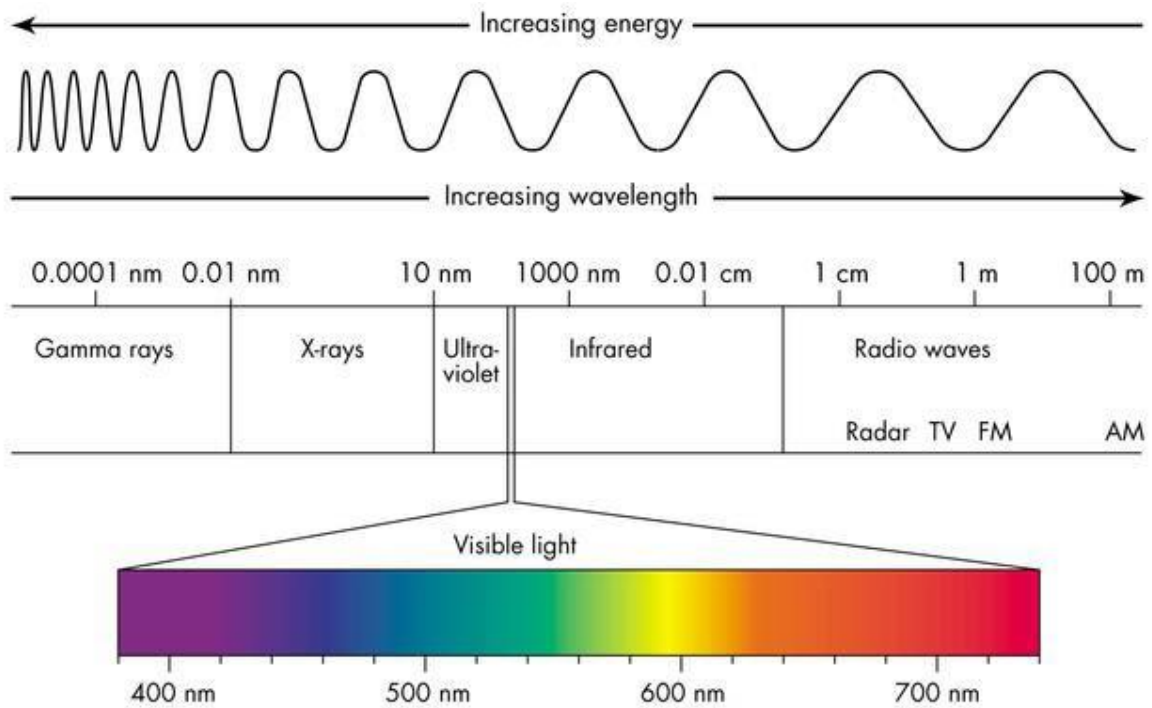 Increasing energy
Increasing wavelength
0.0001 nm 0.01 nm 10 nm 1000 nm 0.01 cm 1 cm 1 m 100 m
Gamma rays X-rays Ultra- Infrared Radio waves
violet
Radar TV FM AM
Visible light
400 nm 500 nm 600 nm 700 nm